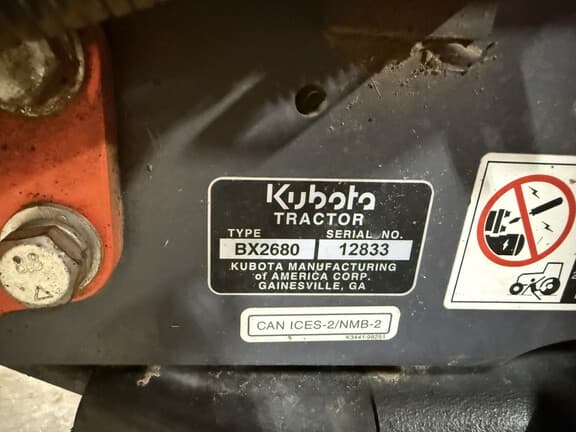 Kubota
TRACTOR
TYPE SERIAL NO.
BX2680 12833
KUBOTA MANUFACTURING
of AMERICA CORP.
GAINESVILLE, GA
CAN ICES-2/NMB-2